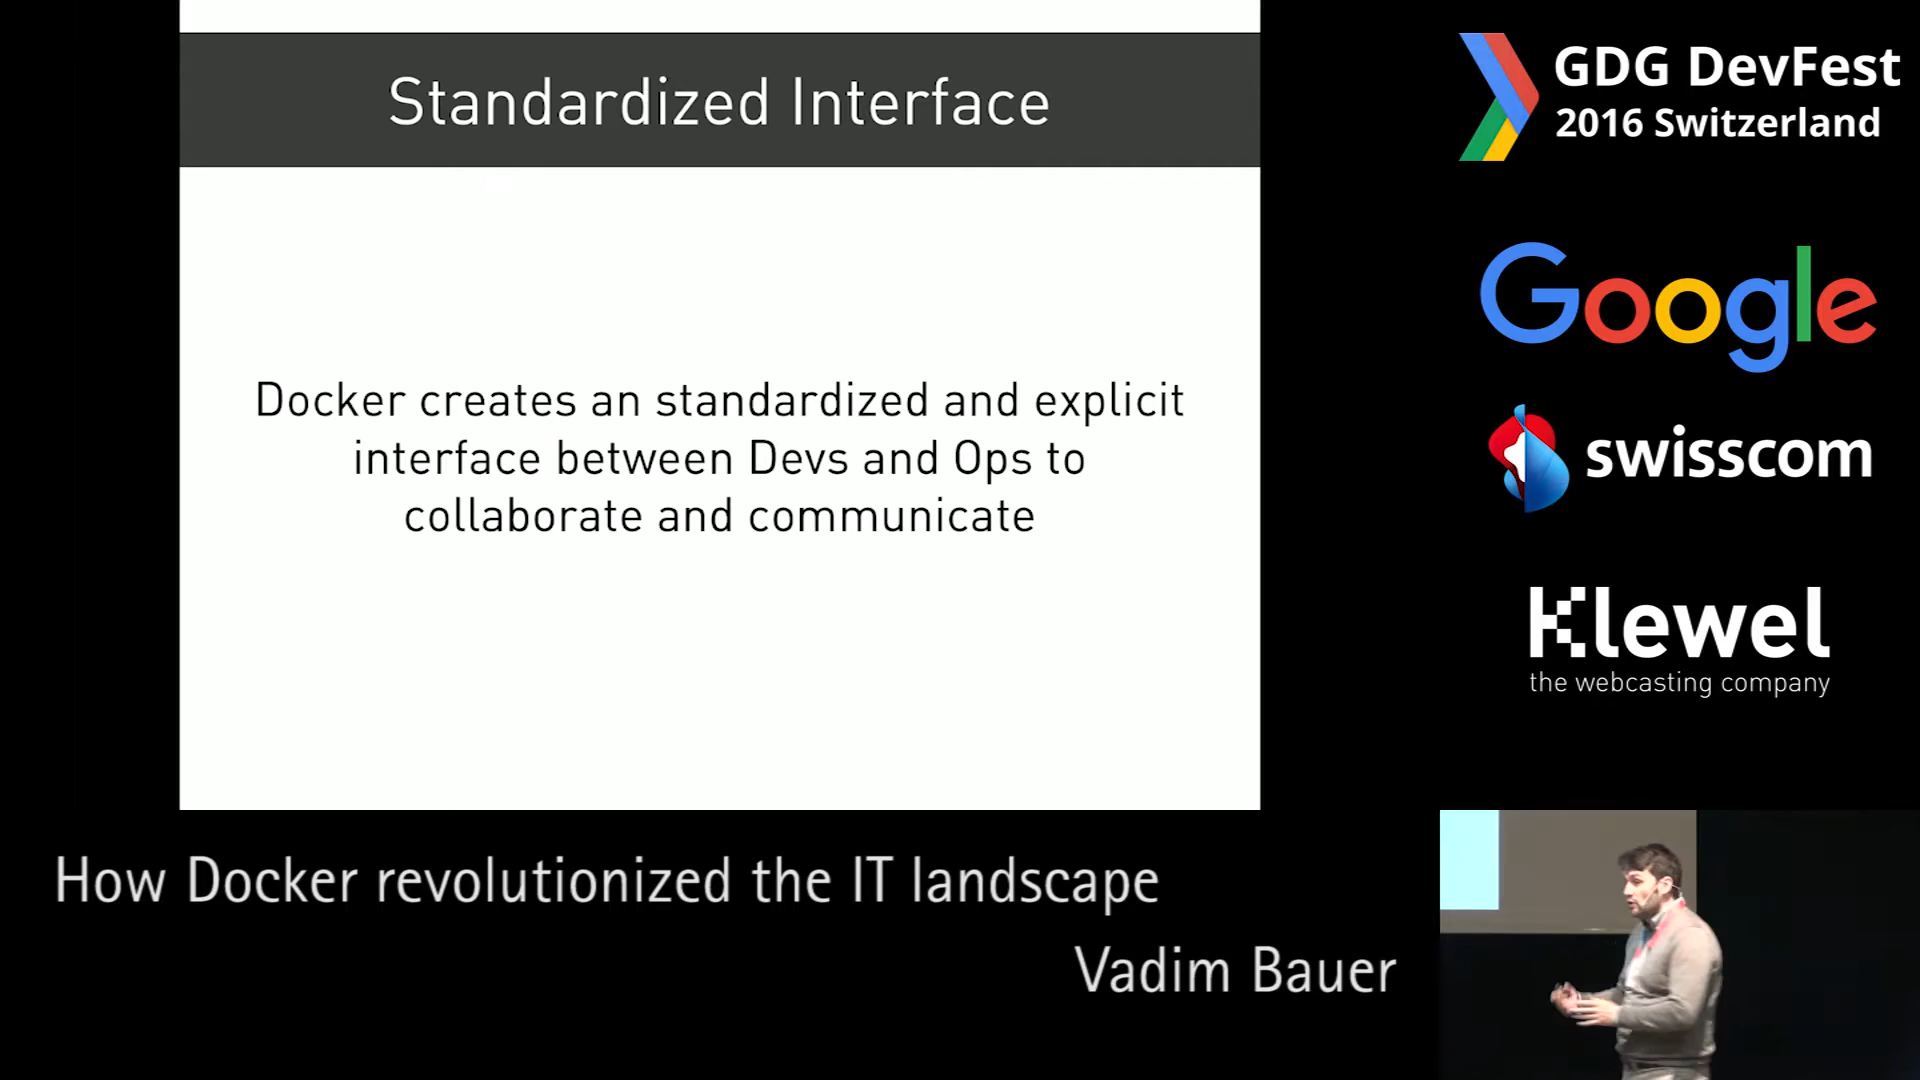 Standardized Interface
Docker creates an standardized and explicit
interface between Devs and Ops to
collaborate and communicate
GDG DevFest
2016 Switzerland
Google
swisscom
Klewel
the webcasting company
How Docker revolutionized the IT landscape
Vadim Bauer